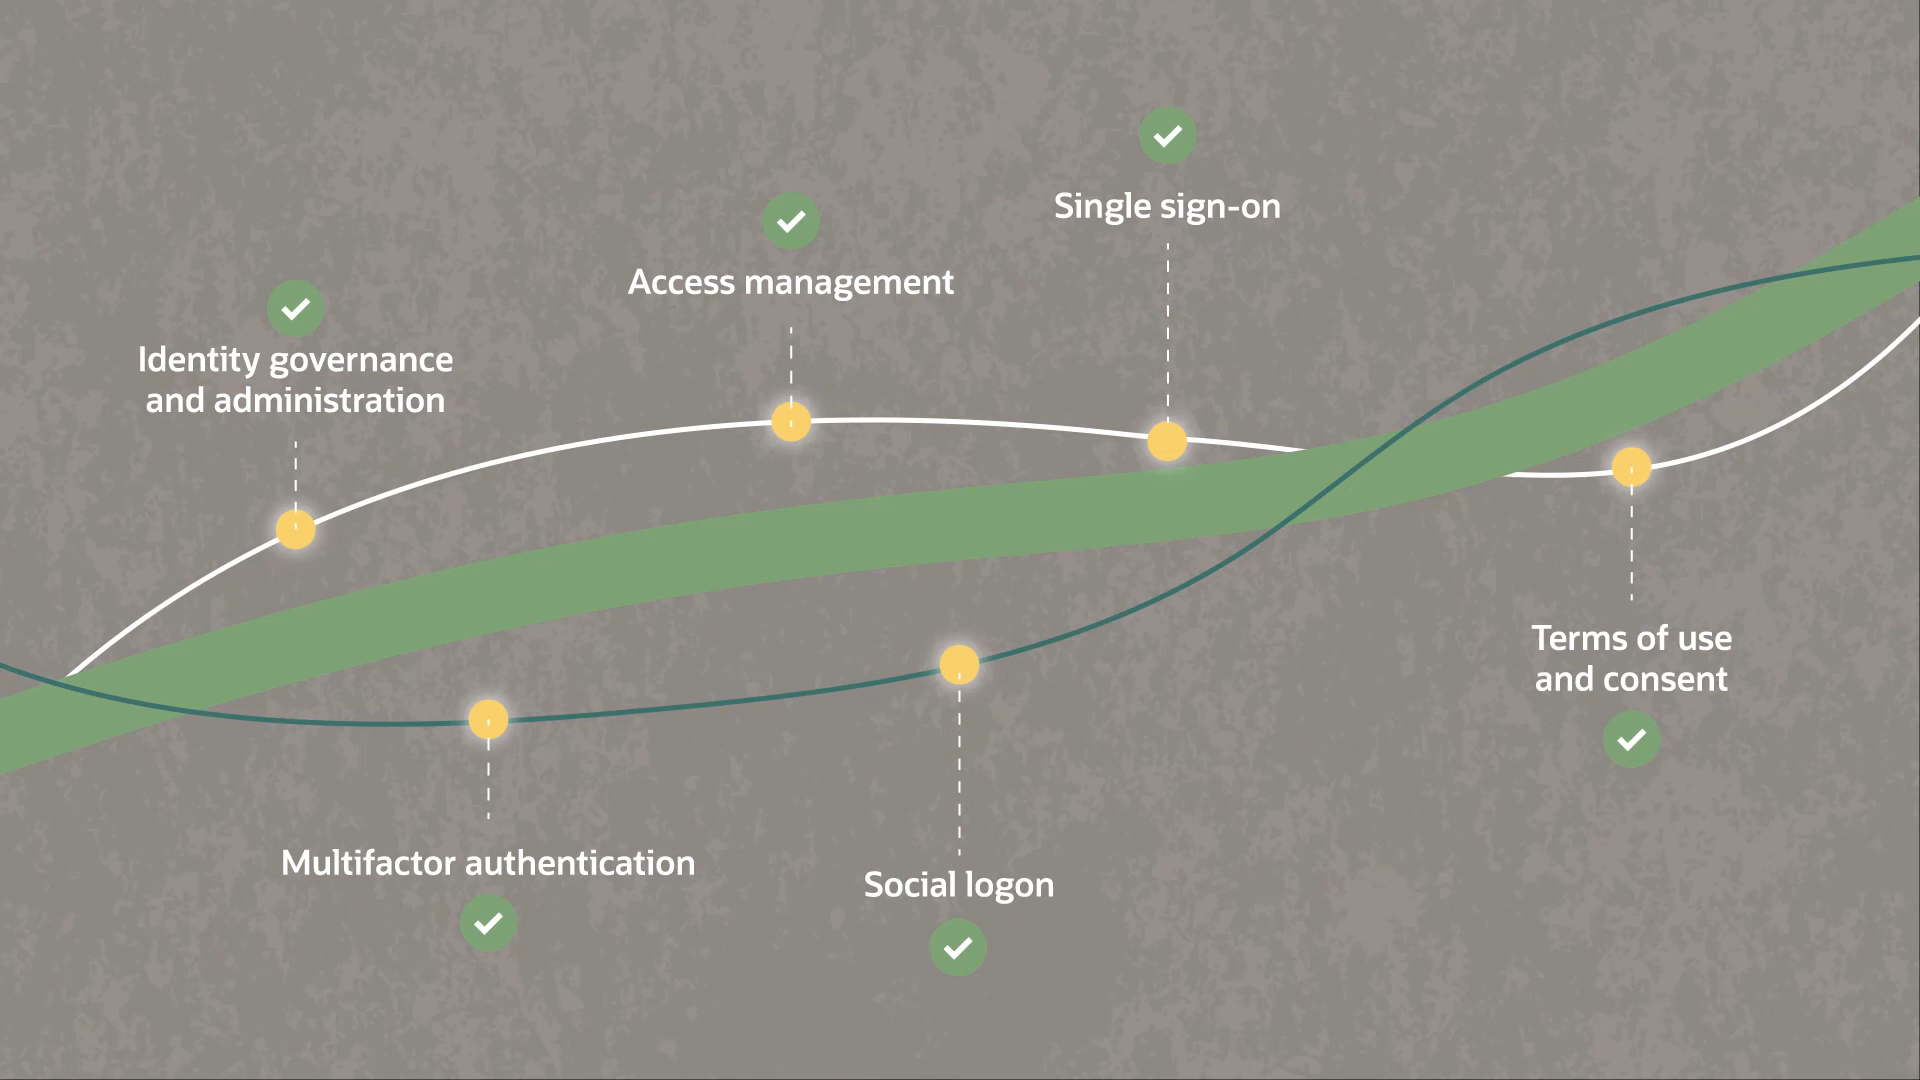 Single sign-on
Access management
Identity governance
and administration
Terms of use
and consent
Multifactor authentication
Social logon